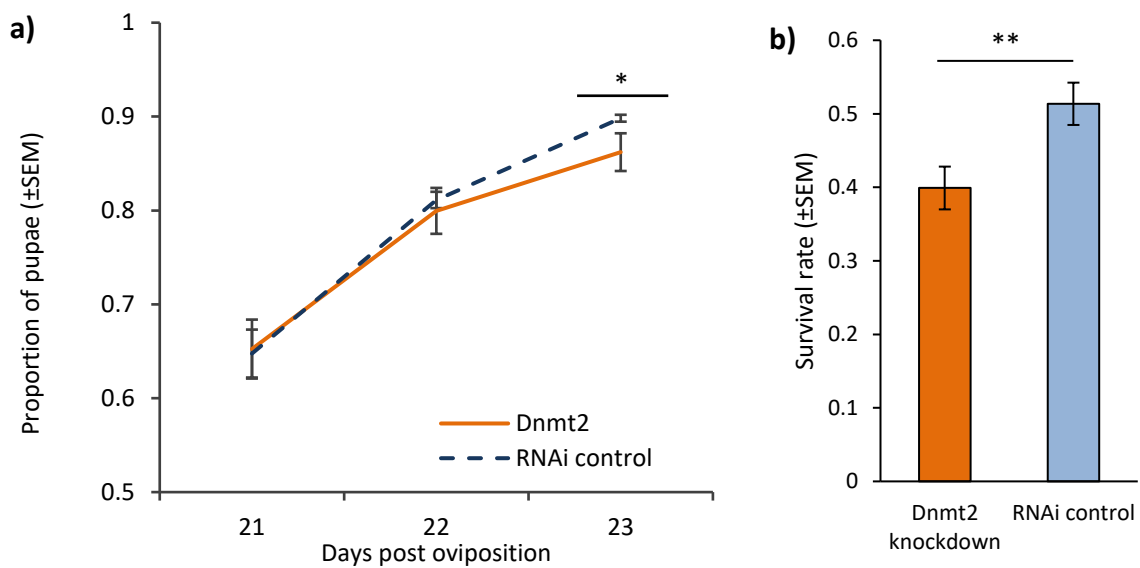 a)
Proportion of pupae (±SEM)
1
0.9
0.8
0.7
0.6
0.5
*
Dnmt2
RNAi control
21
22
23
Days post oviposition
b)
Survival rate (±SEM)
0.6
0.5
0.4
0.3
0.2
0.1
0
**
Dnmt2
knockdown
RNAi control